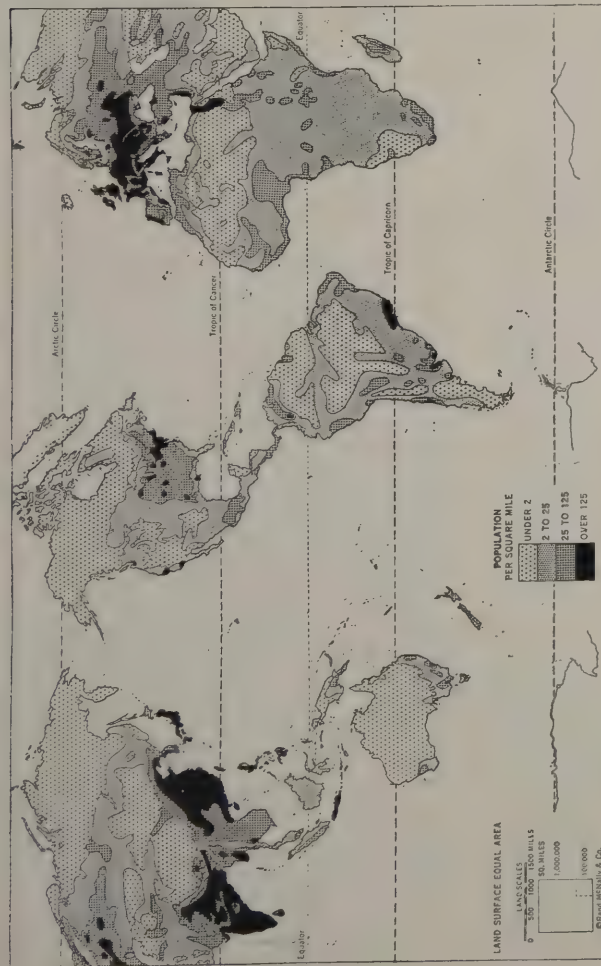 Arctic Circle
Tropic of Cancer
Equator
Equator
Tropic of Capricorn
Antarctic Circle
POPULATION
PER SQUARE MILE
UNDER 2
2 TO 25
25 TO 125
OVER 125
LAND SURFACE EQUAL AREA
LAND SCALES
0 500 1000 1500 MILES
SQ. MILES
1,000,000
100,000
©Rand McNally & Co.